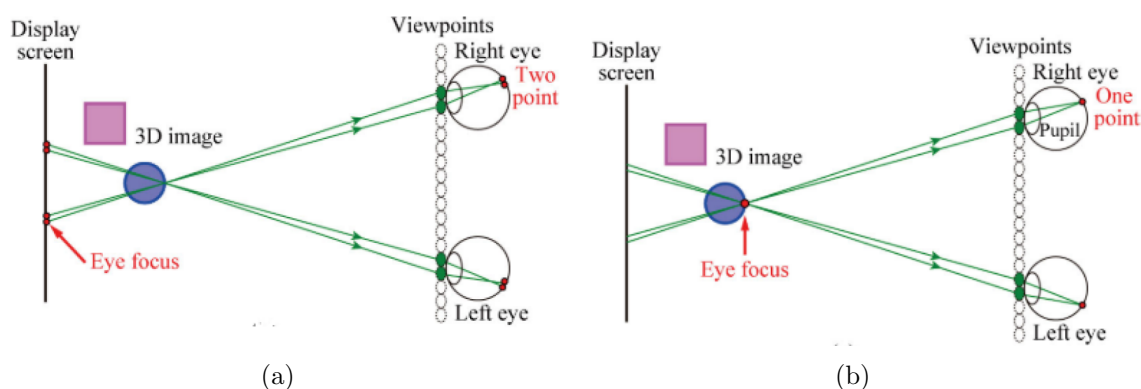 Display
screen
Viewpoints
Right eye
Two
point
3D image
Eye focus
Left eye
(a)
Display
screen
Viewpoints
Right eye
One
point
Pupil
3D image
Eye focus
Left eye
(b)